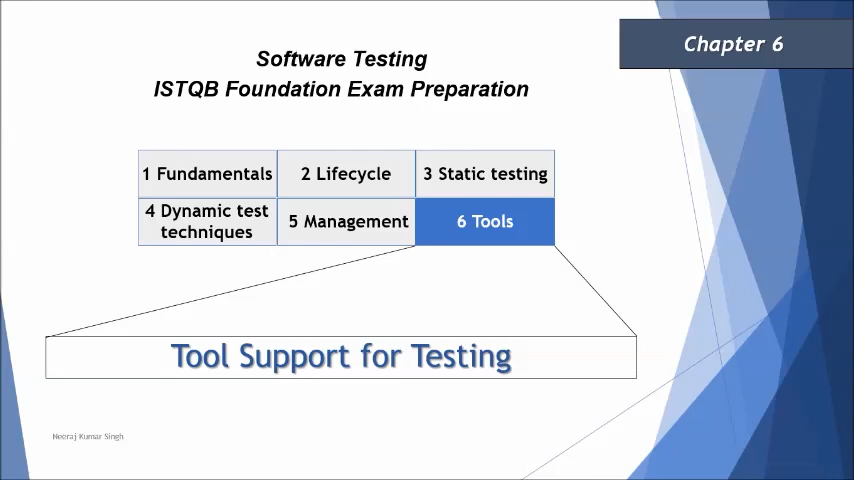 Chapter 6
Software Testing
ISTQB Foundation Exam Preparation
1 Fundamentals
2 Lifecycle
3 Static testing
4 Dynamic test
techniques
5 Management
6 Tools
Tool Support for Testing
Neeraj Kumar Singh